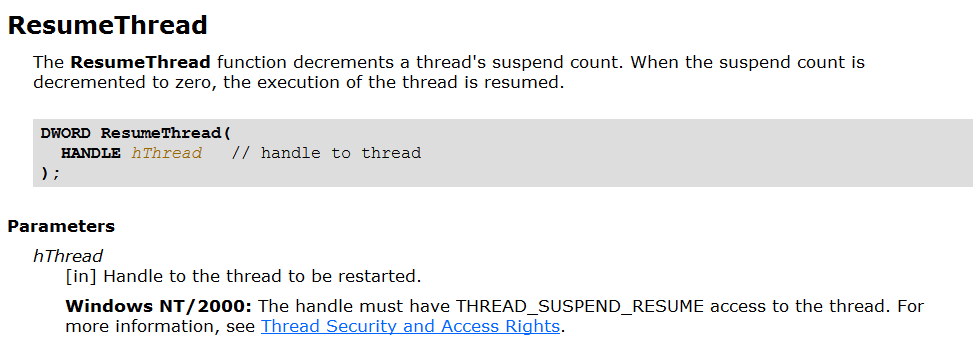 ResumeThread
The ResumeThread function decrements a thread's suspend count. When the suspend count is
decremented to zero, the execution of the thread is resumed.
DWORD ResumeThread(
  HANDLE hThread   // handle to thread
);
Parameters
hThread
[in] Handle to the thread to be restarted.
Windows NT/2000: The handle must have THREAD_SUSPEND_RESUME access to the thread. For
more information, see Thread Security and Access Rights.